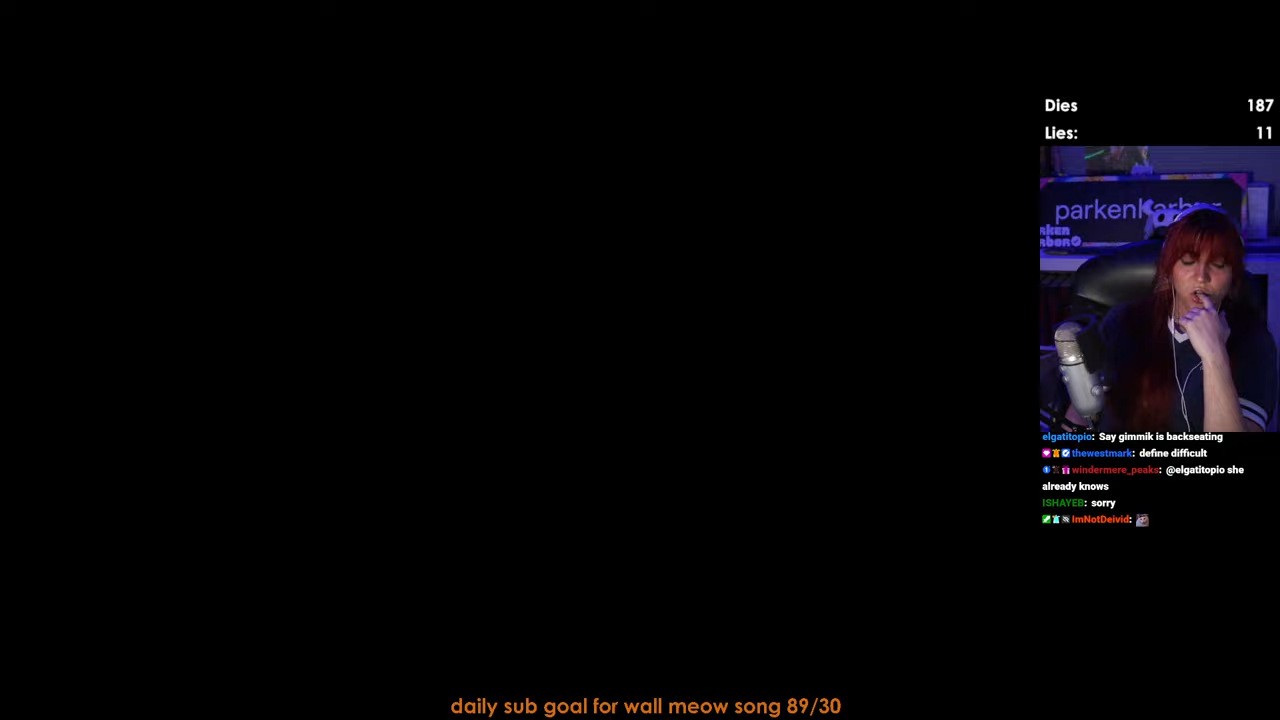 Dies 187
Lies: 11
elgatitopio: Say gimmik is backseating
thewestmark: define difficult
windermere_peaks: @elgatitopio she
already knows
ISHAYEB: sorry
ImNotDeivid:
daily sub goal for wall meow song 89/30